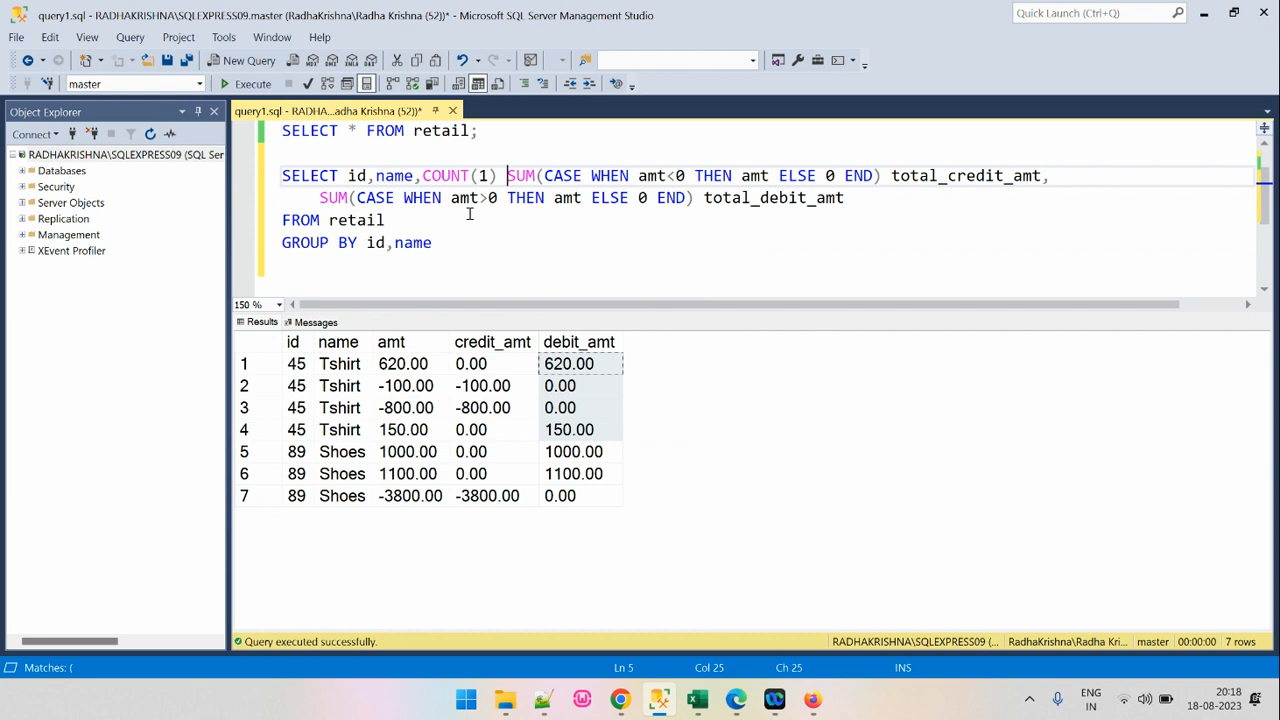 query1.sql - RADHAKRISHNA\SQLEXPRESS09.master (RadhaKrishna\Radha Krishna (52))* - Microsoft SQL Server Management Studio
Quick Launch (Ctrl+Q)
File Edit View Query Project Tools Window Help
New Query
master
Execute
Object Explorer
query1.sql - RADHA...adha Krishna (52))*
Connect
RADHAKRISHNA\SQLEXPRESS09 (SQL Ser
Databases
Security
Server Objects
Replication
Management
XEvent Profiler
SELECT * FROM retail;
SELECT id,name,COUNT(1) SUM(CASE WHEN amt<0 THEN amt ELSE 0 END) total_credit_amt,
SUM(CASE WHEN amt>0 THEN amt ELSE 0 END) total_debit_amt
FROM retail
GROUP BY id,name
150 %
Results Messages
id name amt credit_amt debit_amt
1 45 Tshirt 620.00 0.00 620.00
2 45 Tshirt -100.00 -100.00 0.00
3 45 Tshirt -800.00 -800.00 0.00
4 45 Tshirt 150.00 0.00 150.00
5 89 Shoes 1000.00 0.00 1000.00
6 89 Shoes 1100.00 0.00 1100.00
7 89 Shoes -3800.00 -3800.00 0.00
Query executed successfully. RADHAKRISHNA\SQLEXPRESS09 (... RadhaKrishna\Radha Kri... master 00:00:00 7 rows
Matches: ( Ln 5 Col 25 Ch 25 INS
ENG
IN
20:18
18-08-2023